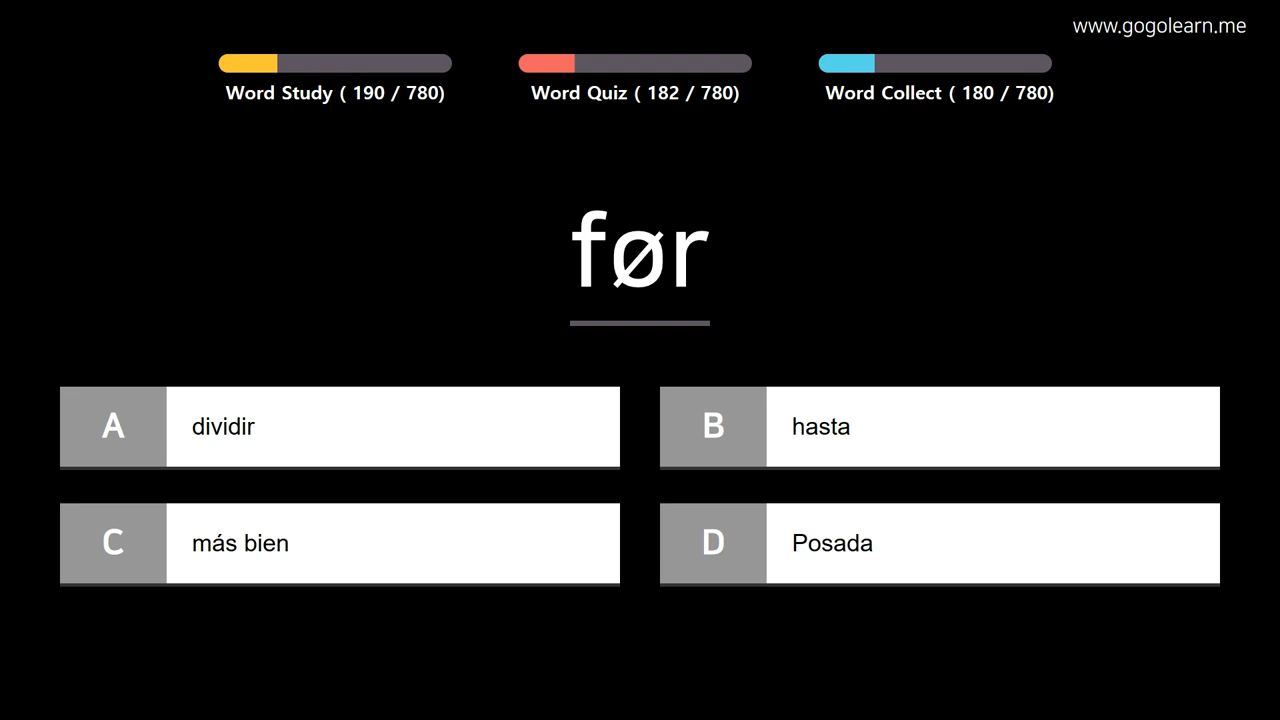 www.gogolearn.me
Word Study ( 190 / 780)
Word Quiz ( 182 / 780)
Word Collect ( 180 / 780)
før
A dividir
B hasta
C más bien
D Posada